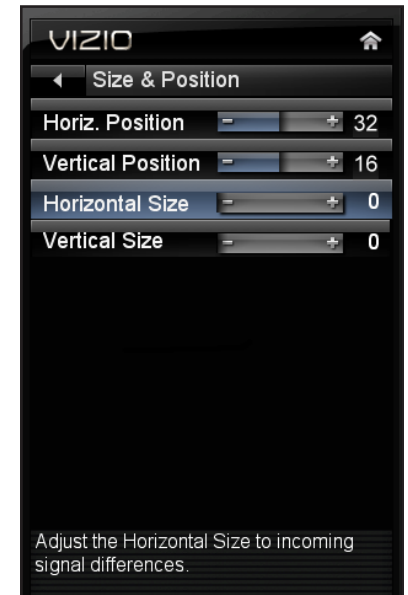 VIZIO
Size & Position
Horiz. Position - + 32
Vertical Position - + 16
Horizontal Size - + 0
Vertical Size - + 0
Adjust the Horizontal Size to incoming
signal differences.